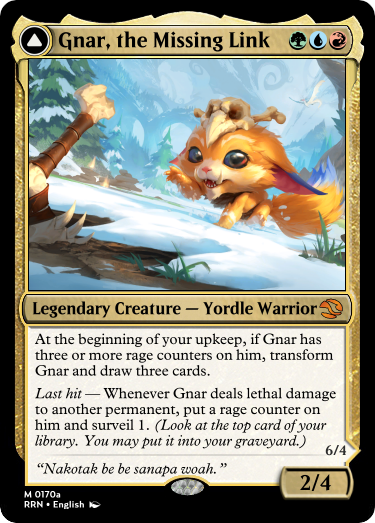 Gnar, the Missing Link
Legendary Creature — Yordle Warrior
At the beginning of your upkeep, if Gnar has
three or more rage counters on him, transform
Gnar and draw three cards.
Last hit — Whenever Gnar deals lethal damage
to another permanent, put a rage counter on
him and surveil 1. (Look at the top card of your
library. You may put it into your graveyard.)
6/4
“Nakotak be be sanapa woah.”
2/4
M 0170a
RRN • English